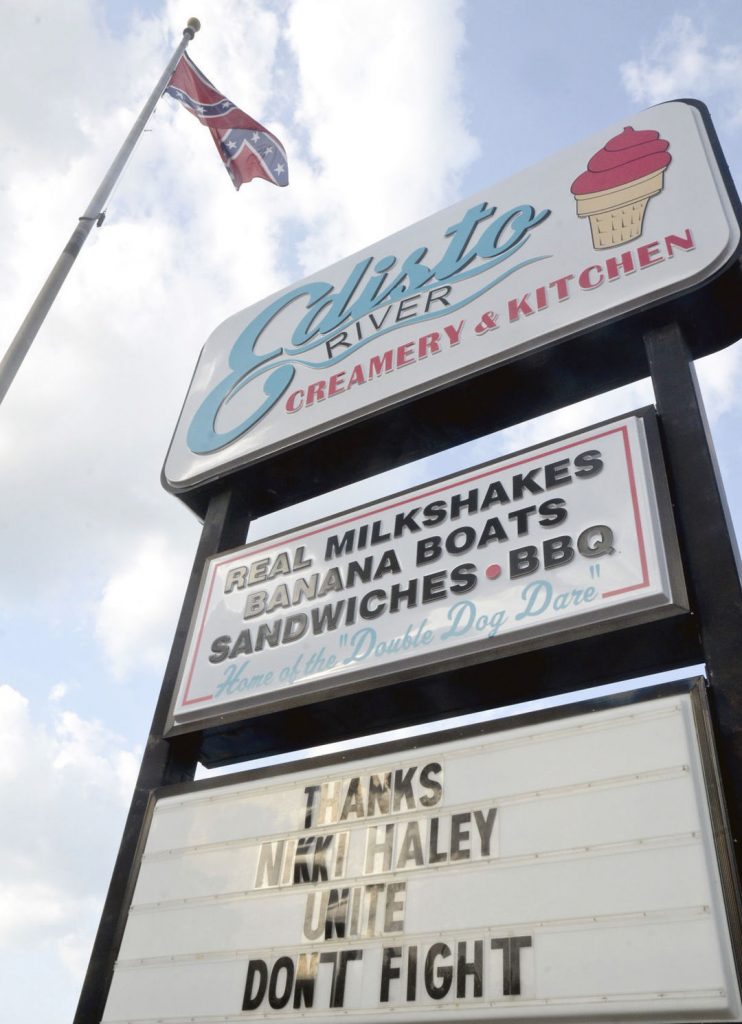 Edisto
RIVER
CREAMERY & KITCHEN
REAL MILKSHAKES
BANANA BOATS
SANDWICHES • BBQ
Home of the "Double Dog Dare"
THANKS
NIKKI HALEY
UNITE
DON'T FIGHT